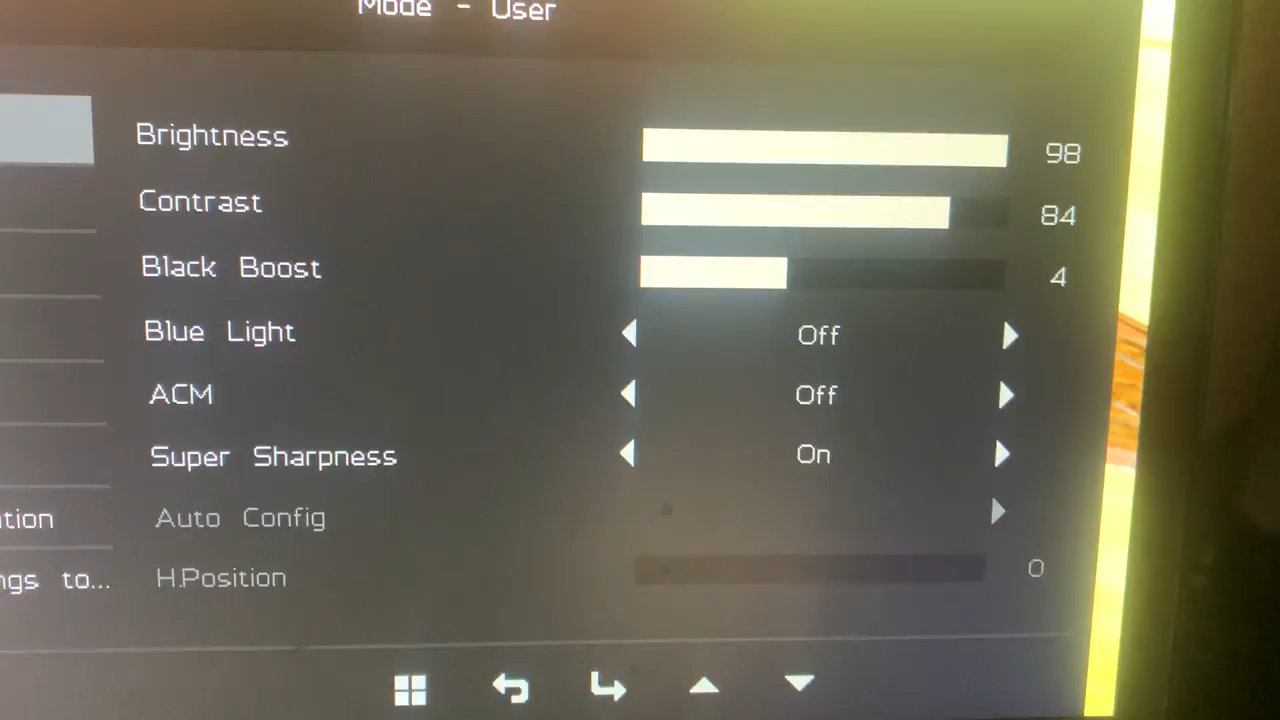 Mode - User
Brightness 98
Contrast 84
Black Boost 4
Blue Light Off
ACM Off
Super Sharpness On
Auto Config
H.Position 0